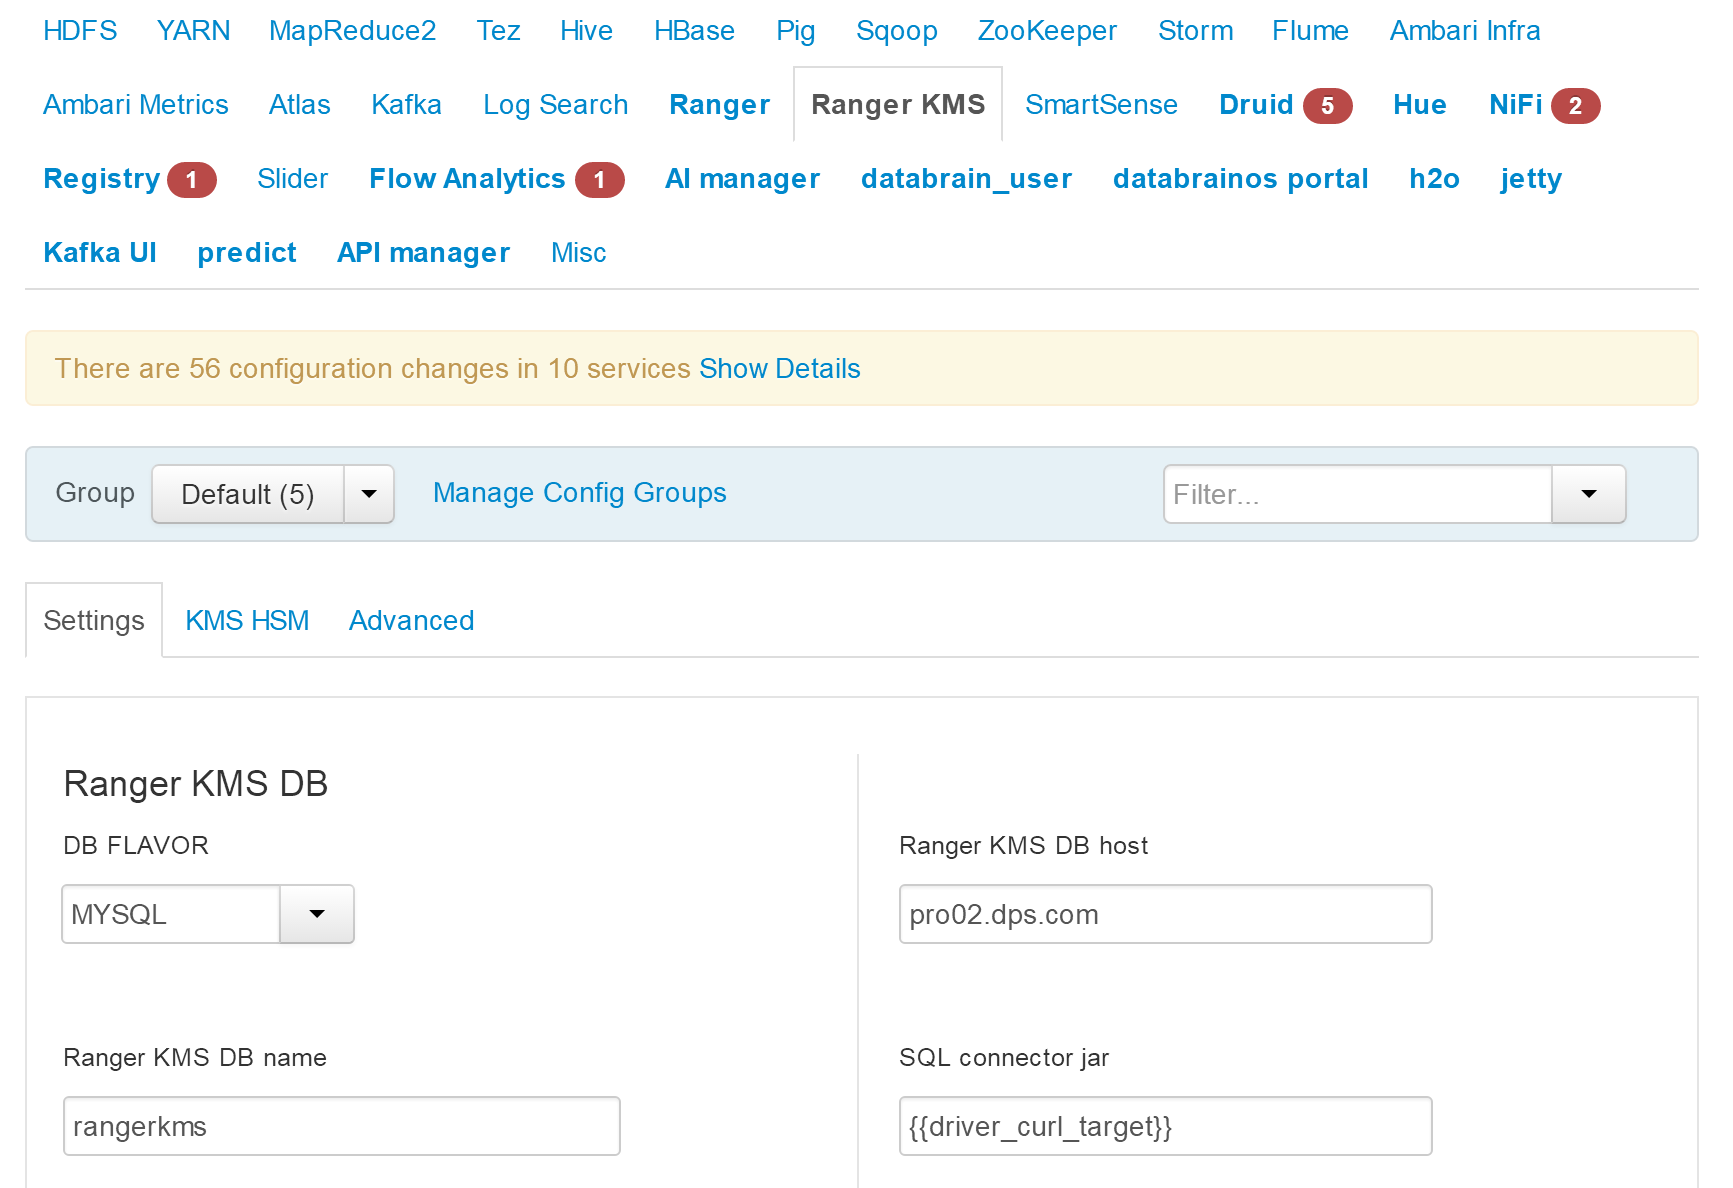 HDFS YARN MapReduce2 Tez Hive HBase Pig Sqoop ZooKeeper Storm Flume Ambari Infra
Ambari Metrics Atlas Kafka Log Search Ranger Ranger KMS SmartSense Druid 5 Hue NiFi 2
Registry 1 Slider Flow Analytics 1 AI manager databrain_user databrainos portal h2o jetty
Kafka UI predict API manager Misc
There are 56 configuration changes in 10 services Show Details
Group Default (5) Manage Config Groups Filter...
Settings KMS HSM Advanced
Ranger KMS DB
DB FLAVOR Ranger KMS DB host
MYSQL pro02.dps.com
Ranger KMS DB name SQL connector jar
rangerkms {{driver_curl_target}}